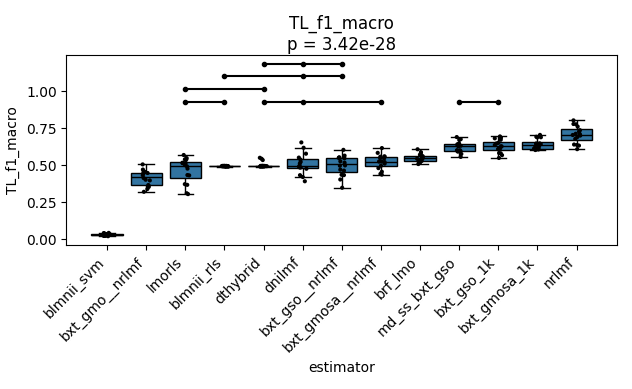 TL_f1_macro
p = 3.42e-28
TL_f1_macro
1.00
0.75
0.50
0.25
0.00
blmnii_svm
bxt_gmo__nrlmf
lmorls
blmnii_rls
dthybrid
dnilmf
bxt_gso__nrlmf
bxt_gmosa__nrlmf
brf_lmo
md_ss_bxt_gso
bxt_gso_1k
bxt_gmosa_1k
nrlmf
estimator